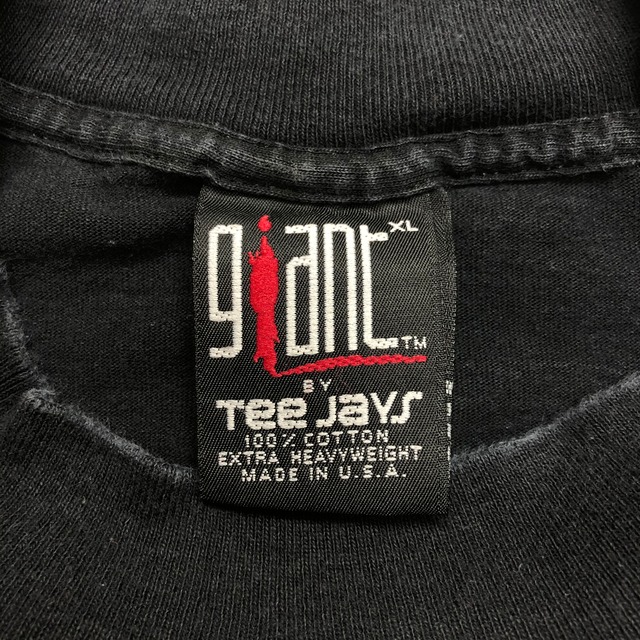 giant XL
TM
BY
Tee Jays
100% COTTON
EXTRA HEAVYWEIGHT
MADE IN U.S.A.